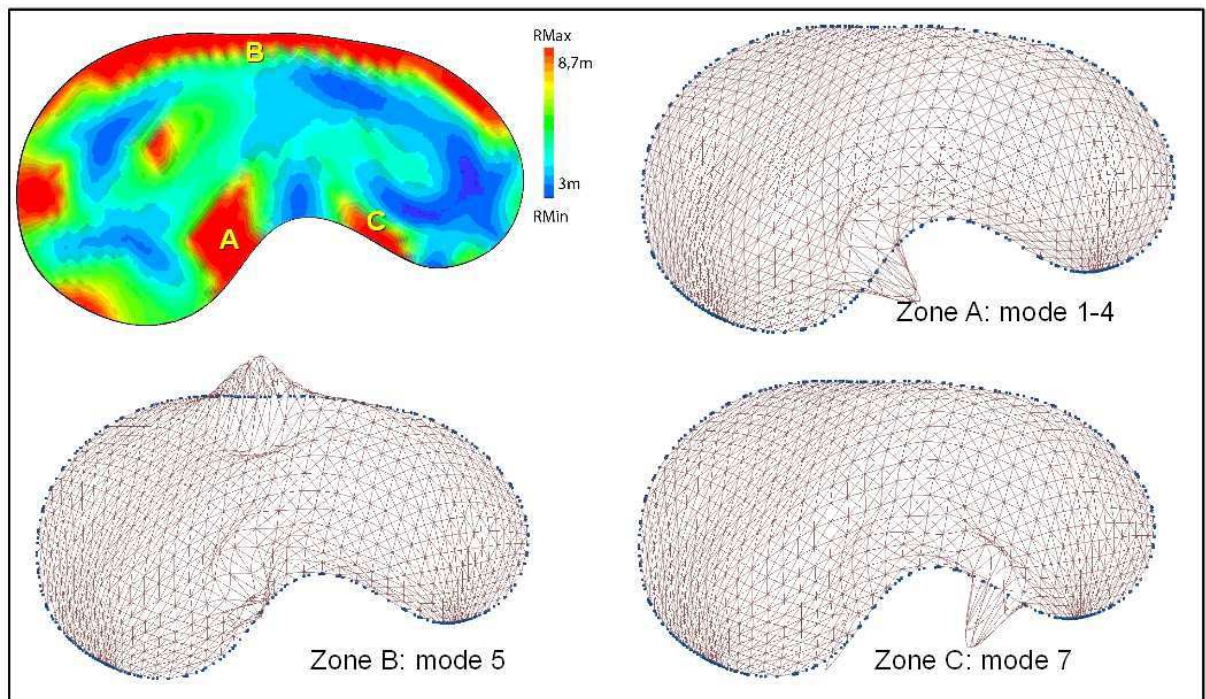 RMax
8,7m
3m
RMin
B
A
C
Zone A: mode 1-4
Zone B: mode 5
Zone C: mode 7